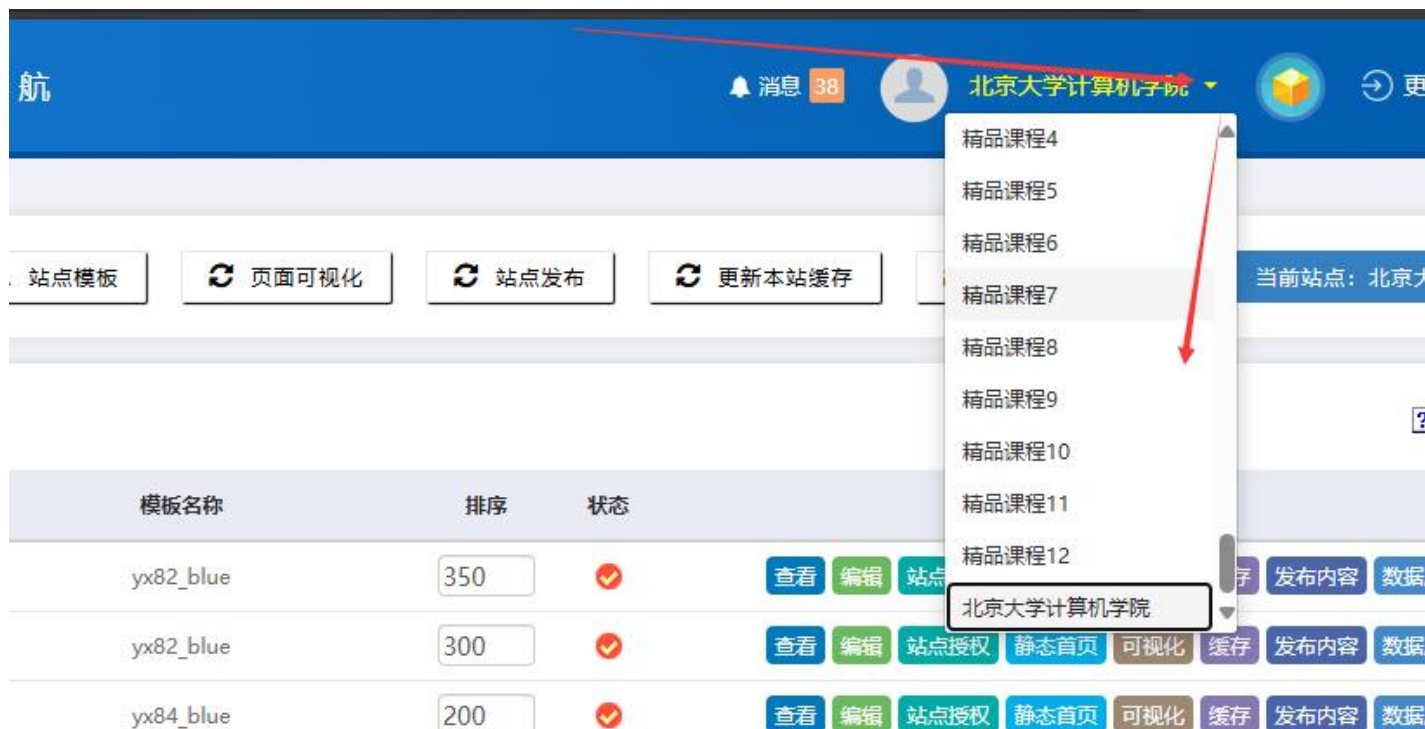 航
消息 38
北京大学计算机学院
更
精品课程4
精品课程5
精品课程6
精品课程7
精品课程8
精品课程9
精品课程10
精品课程11
精品课程12
北京大学计算机学院
站点模板 页面可视化 站点发布 更新本站缓存
当前站点：北京大
?
模板名称 排序 状态
yx82_blue 350 查看 编辑 站点 存 发布内容 数据
yx82_blue 300 查看 编辑 站点授权 静态首页 可视化 缓存 发布内容 数据
yx84_blue 200 查看 编辑 站点授权 静态首页 可视化 缓存 发布内容 数据